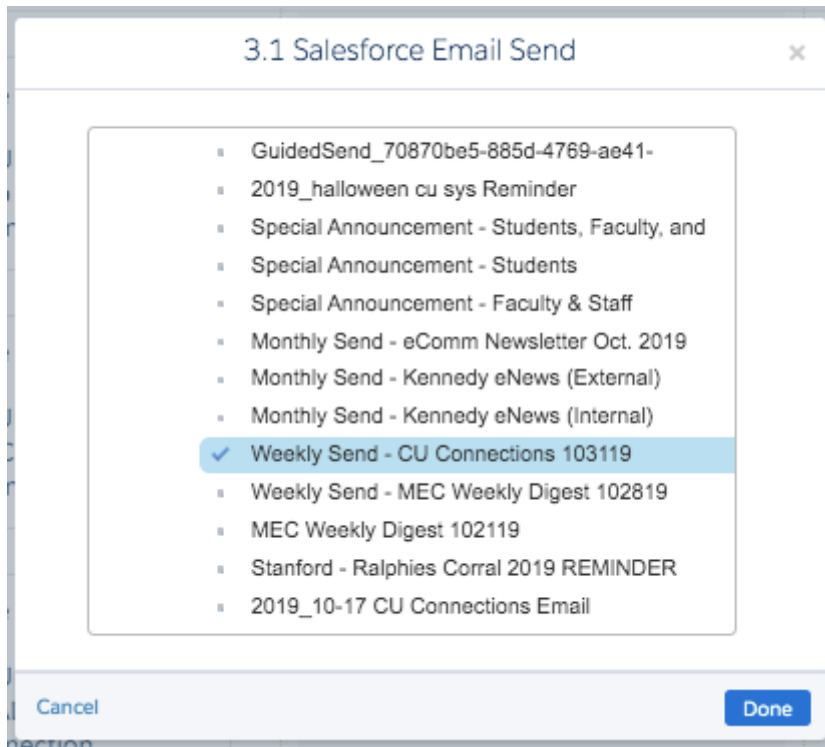 3.1 Salesforce Email Send
GuidedSend_70870be5-885d-4769-ae41-
2019_halloween cu sys Reminder
Special Announcement - Students, Faculty, and
Special Announcement - Students
Special Announcement - Faculty & Staff
Monthly Send - eComm Newsletter Oct. 2019
Monthly Send - Kennedy eNews (External)
Monthly Send - Kennedy eNews (Internal)
Weekly Send - CU Connections 103119
Weekly Send - MEC Weekly Digest 102819
MEC Weekly Digest 102119
Stanford - Ralphies Corral 2019 REMINDER
2019_10-17 CU Connections Email
Cancel
Done